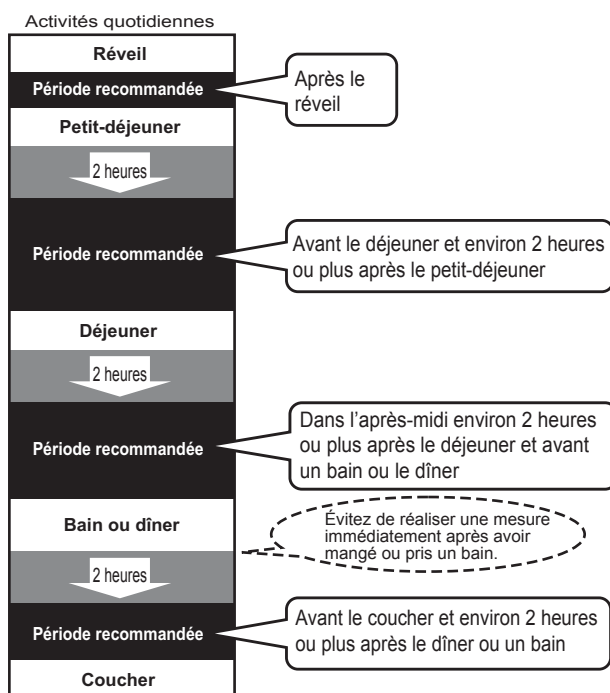 Activités quotidiennes
Réveil
Période recommandée
Après le
réveil
Petit-déjeuner
2 heures
Période recommandée
Avant le déjeuner et environ 2 heures
ou plus après le petit-déjeuner
Déjeuner
2 heures
Période recommandée
Dans l'après-midi environ 2 heures
ou plus après le déjeuner et avant
un bain ou le dîner
Bain ou dîner
Évitez de réaliser une mesure
immédiatement après avoir
mangé ou pris un bain.
2 heures
Période recommandée
Avant le coucher et environ 2 heures
ou plus après le dîner ou un bain
Coucher